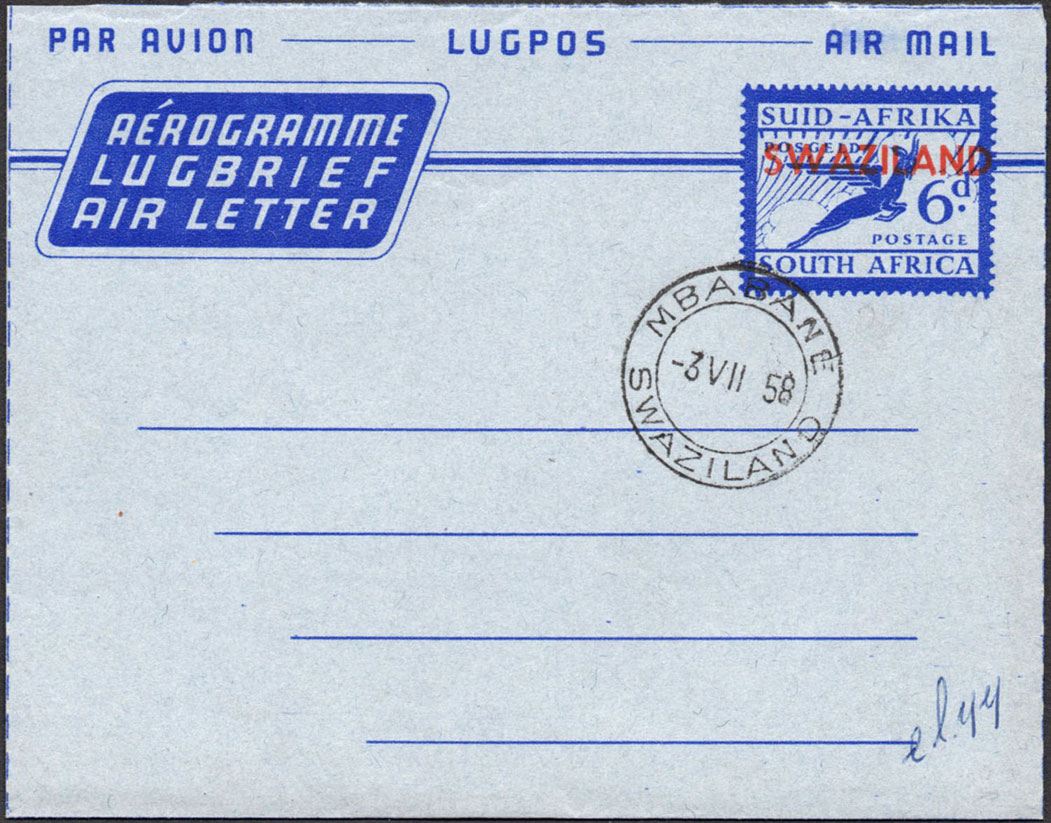 PAR AVION LUGPOS AIR MAIL
AÉROGRAMME
LUGBRIEF
AIR LETTER
SUID-AFRIKA
POSGELD
SWAZILAND
6d.
POSTAGE
SOUTH AFRICA
MBABANE
-3 VII 58
SWAZILAND